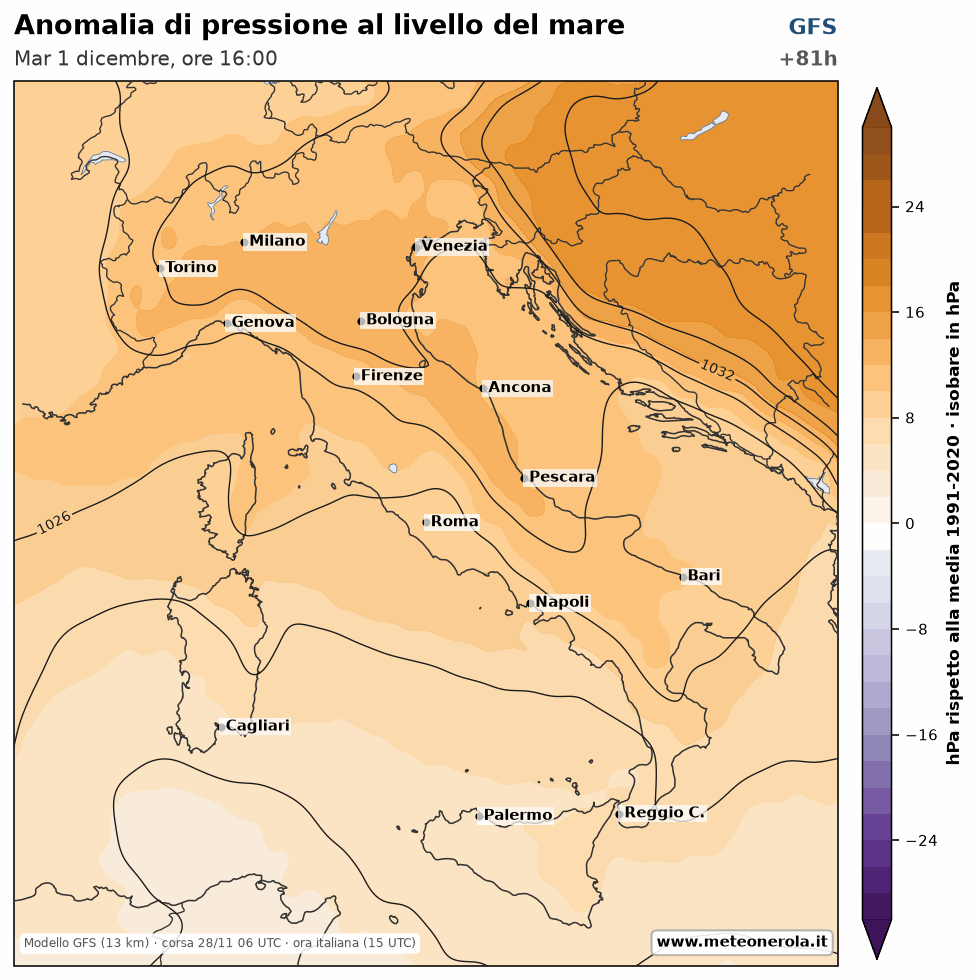 Anomalia di pressione al livello del mare
GFS
Mar 1 dicembre, ore 16:00
+81h
24
16
8
0
−8
−16
−24
hPa rispetto alla media 1991-2020 · isobare in hPa
Milano
Venezia
Torino
Genova
Bologna
1032
Firenze
Ancona
Pescara
1026
Roma
Bari
Napoli
Cagliari
Palermo
Reggio C.
Modello GFS (13 km) · corsa 28/11 06 UTC · ora italiana (15 UTC)
www.meteonerola.it